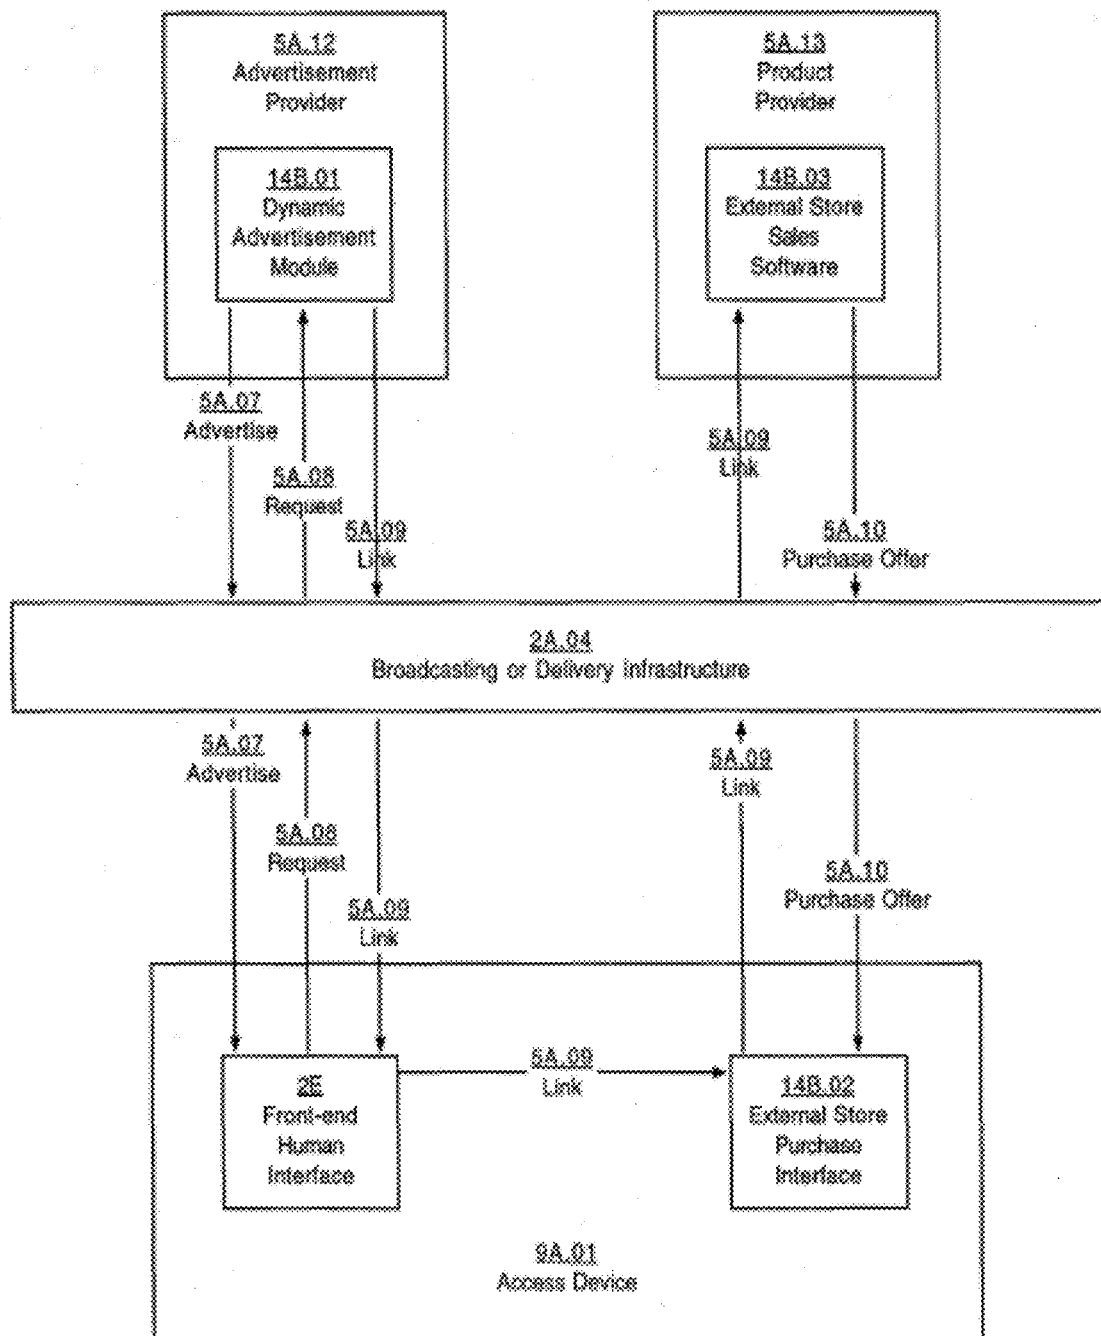 5A.12
Advertisement
Provider
14B.01
Dynamic
Advertisement
Module
5A.13
Product
Provider
14B.03
External Store
Sales
Software
5A.07
Advertise
5A.08
Request
5A.09
Link
5A.09
Link
5A.10
Purchase Offer
2A.04
Broadcasting or Delivery Infrastructure
5A.07
Advertise
5A.08
Request
5A.09
Link
5A.09
Link
5A.10
Purchase Offer
2E
Front-end
Human
Interface
5A.09
Link
14B.02
External Store
Purchase
Interface
9A.01
Access Device